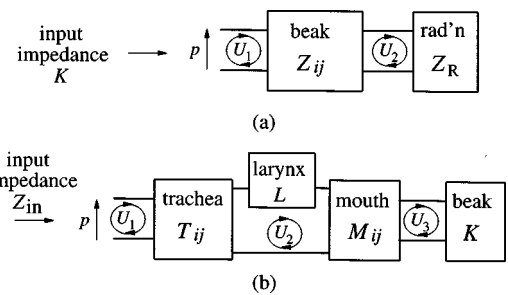 input
impedance
K
p
U1
beak
Zij
U2
rad'n
ZR
(a)
input
mpedance
Zin
p
U1
trachea
Tij
larynx
L
U2
mouth
Mij
U3
beak
K
(b)